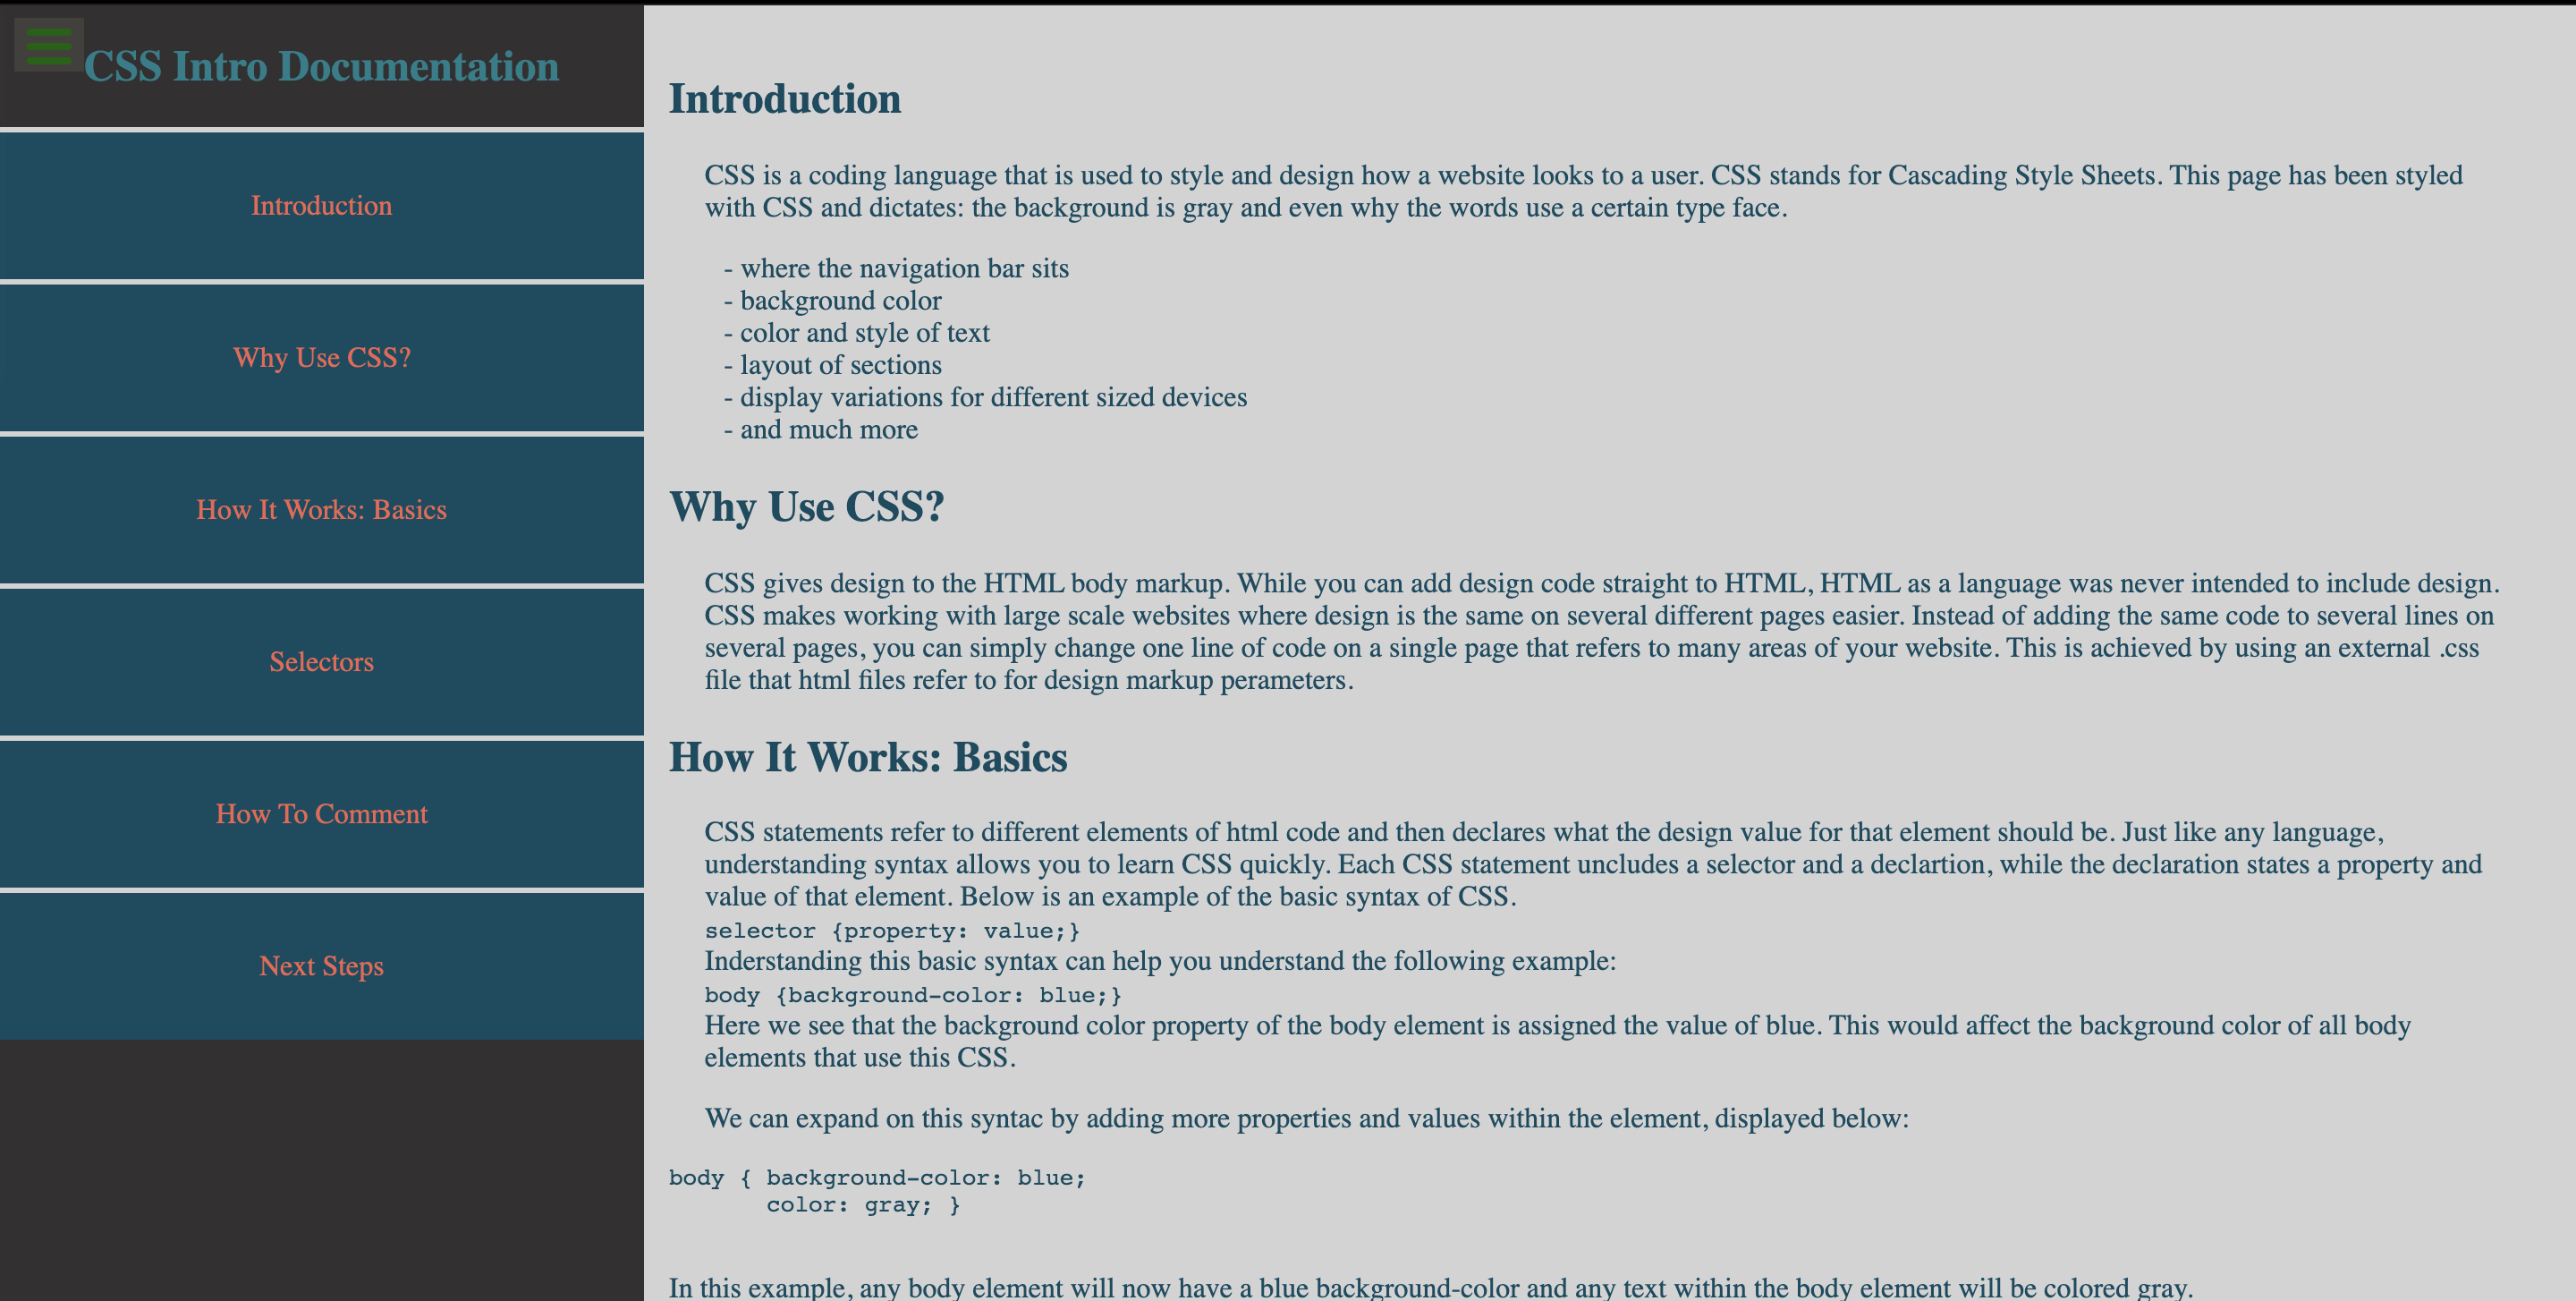 CSS Intro Documentation
Introduction
Why Use CSS?
How It Works: Basics
Selectors
How To Comment
Next Steps
Introduction
CSS is a coding language that is used to style and design how a website looks to a user. CSS stands for Cascading Style Sheets. This page has been styled
with CSS and dictates: the background is gray and even why the words use a certain type face.
- where the navigation bar sits
- background color
- color and style of text
- layout of sections
- display variations for different sized devices
- and much more
Why Use CSS?
CSS gives design to the HTML body markup. While you can add design code straight to HTML, HTML as a language was never intended to include design.
CSS makes working with large scale websites where design is the same on several different pages easier. Instead of adding the same code to several lines on
several pages, you can simply change one line of code on a single page that refers to many areas of your website. This is achieved by using an external .css
file that html files refer to for design markup perameters.
How It Works: Basics
CSS statements refer to different elements of html code and then declares what the design value for that element should be. Just like any language,
understanding syntax allows you to learn CSS quickly. Each CSS statement uncludes a selector and a declartion, while the declaration states a property and
value of that element. Below is an example of the basic syntax of CSS.
selector {property: value;}
Inderstanding this basic syntax can help you understand the following example:
body {background-color: blue;}
Here we see that the background color property of the body element is assigned the value of blue. This would affect the background color of all body
elements that use this CSS.
We can expand on this syntac by adding more properties and values within the element, displayed below:
body { background-color: blue;
color: gray; }
In this example, any body element will now have a blue background-color and any text within the body element will be colored gray.